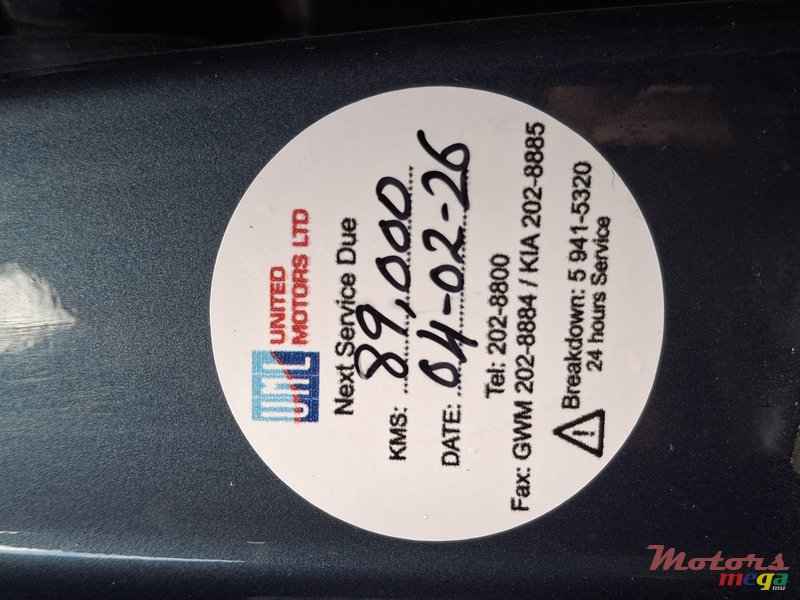 UML UNITED
MOTORS LTD
Next Service Due
KMS: 89,000
DATE: 04-02-26
Tel: 202-8800
Fax: GWM 202-8884 / KIA 202-8885
Breakdown: 5 941-5320
24 hours Service
Motors
mega
.mu